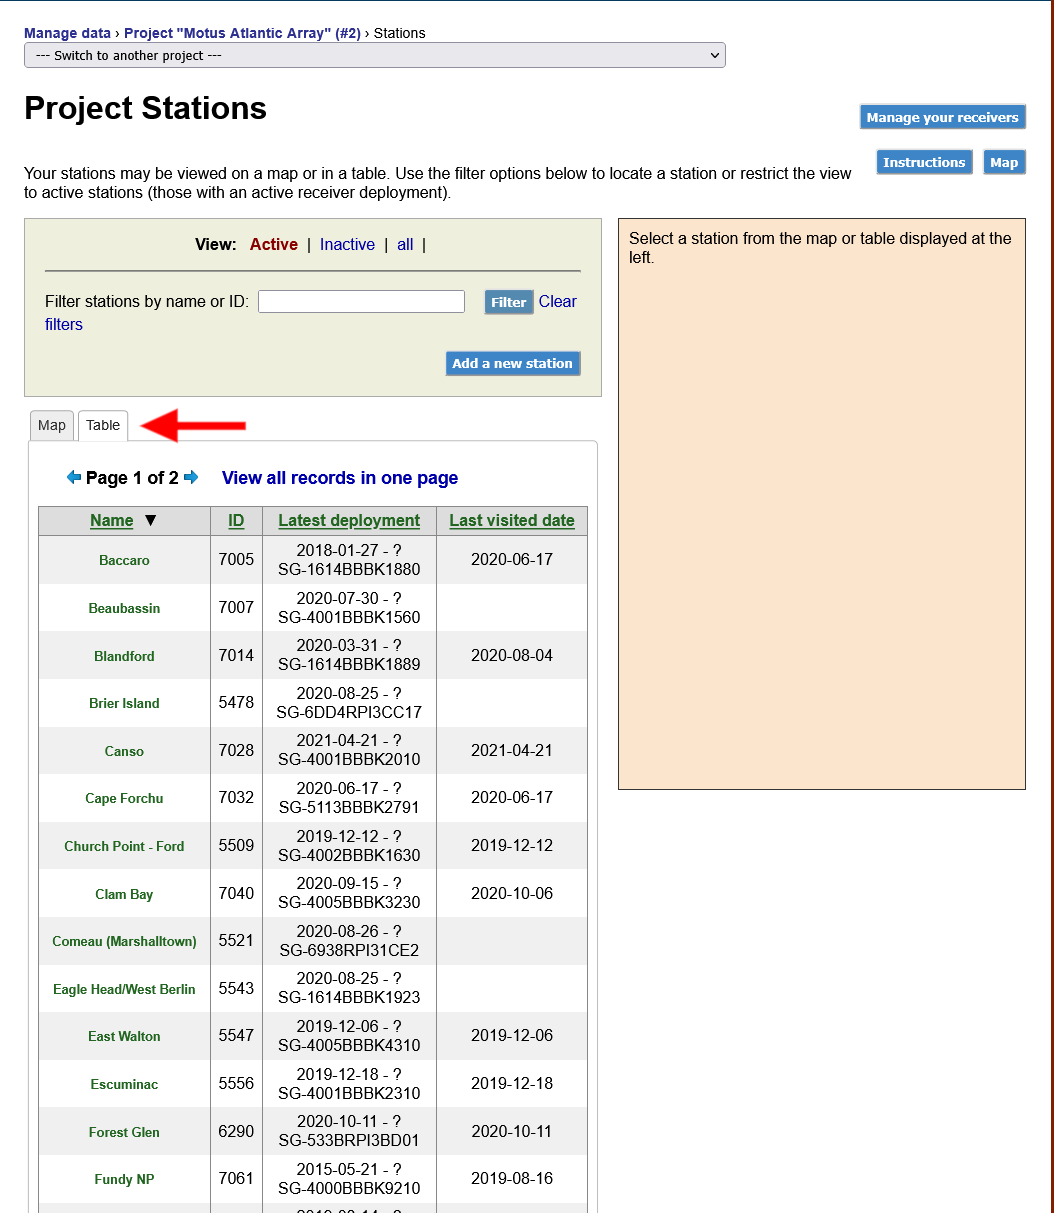 Manage data › Project "Motus Atlantic Array" (#2) › Stations
--- Switch to another project ---
Project Stations
Manage your receivers
Instructions
Map
Your stations may be viewed on a map or in a table. Use the filter options below to locate a station or restrict the view
to active stations (those with an active receiver deployment).
View: Active | Inactive | all |
Filter stations by name or ID:
Filter
Clear
filters
Add a new station
Select a station from the map or table displayed at the
left.
Map
Table
Page 1 of 2
View all records in one page
Name ▼ ID Latest deployment Last visited date
Baccaro 7005 2018-01-27 - ? 2020-06-17
SG-1614BBBK1880
Beaubassin 7007 2020-07-30 - ?
SG-4001BBBK1560
Blandford 7014 2020-03-31 - ? 2020-08-04
SG-1614BBBK1889
Brier Island 5478 2020-08-25 - ?
SG-6DD4RPI3CC17
Canso 7028 2021-04-21 - ? 2021-04-21
SG-4001BBBK2010
Cape Forchu 7032 2020-06-17 - ? 2020-06-17
SG-5113BBBK2791
Church Point - Ford 5509 2019-12-12 - ? 2019-12-12
SG-4002BBBK1630
Clam Bay 7040 2020-09-15 - ? 2020-10-06
SG-4005BBBK3230
Comeau (Marshalltown) 5521 2020-08-26 - ?
SG-6938RPI31CE2
Eagle Head/West Berlin 5543 2020-08-25 - ?
SG-1614BBBK1923
East Walton 5547 2019-12-06 - ? 2019-12-06
SG-4005BBBK4310
Escuminac 5556 2019-12-18 - ? 2019-12-18
SG-4001BBBK2310
Forest Glen 6290 2020-10-11 - ? 2020-10-11
SG-533BRPI3BD01
Fundy NP 7061 2015-05-21 - ? 2019-08-16
SG-4000BBBK9210